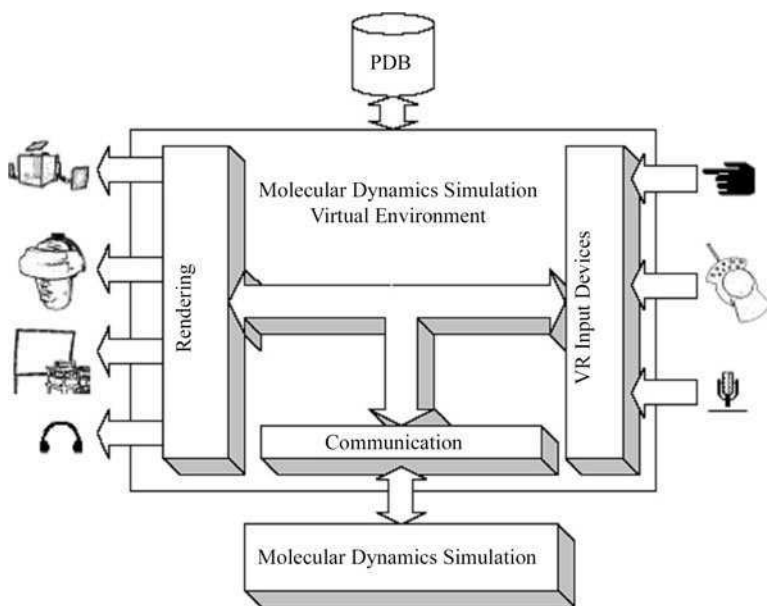 PDB
Molecular Dynamics Simulation
Virtual Environment
Rendering
VR Input Devices
Communication
Molecular Dynamics Simulation